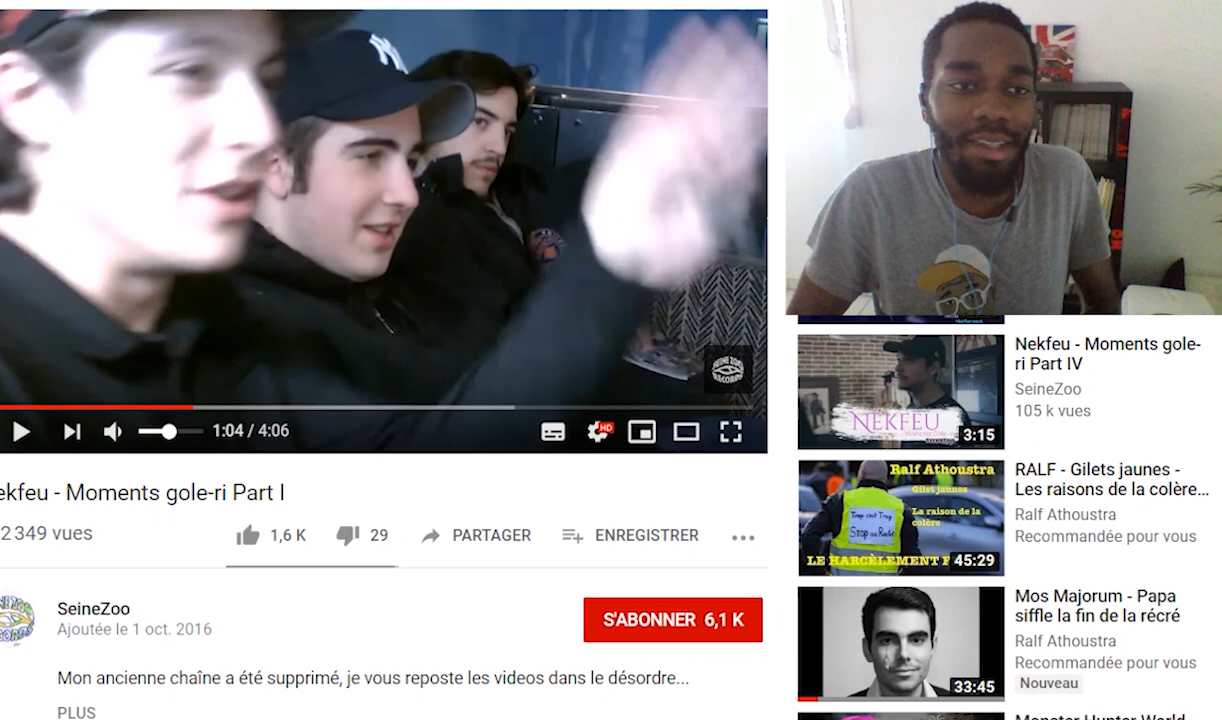 NY
SEINE ZOO
RECORDS
1:04 / 4:06
HD
ekfeu - Moments gole-ri Part I
2 349 vues
1,6 K
29
PARTAGER
ENREGISTRER
SeineZoo
Ajoutée le 1 oct. 2016
S'ABONNER 6,1 K
Mon ancienne chaîne a été supprimé, je vous reposte les videos dans le désordre...
PLUS
NEKFEU
3:15
Nekfeu - Moments gole-
ri Part IV
SeineZoo
105 k vues
Ralf Athoustra
Gilet jaunes
La raison de la
colère
Trop c'est Trop
LE HARCÈLEMENT F
45:29
RALF - Gilets jaunes -
Les raisons de la colère...
Ralf Athoustra
Recommandée pour vous
33:45
Mos Majorum - Papa
siffle la fin de la récré
Ralf Athoustra
Recommandée pour vous
Nouveau
Monster Hunter World